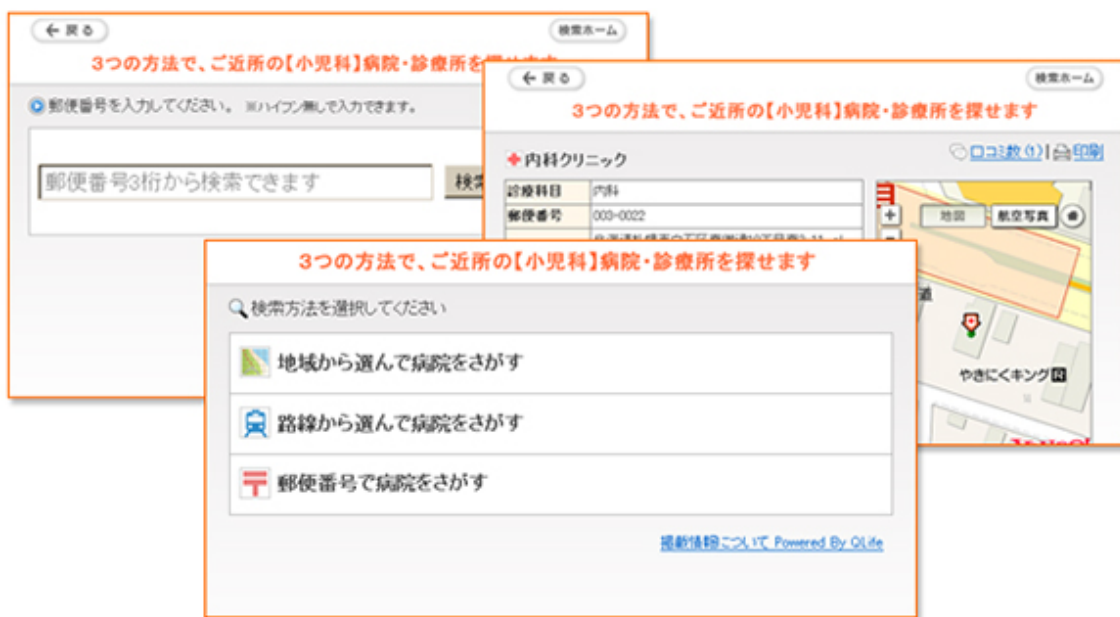 戻る
検索ホーム
3つの方法で、ご近所の【小児科】病院・診療所を
郵便番号を入力してください。 ※ハイフン無しで入力できます。
郵便番号3桁から検索できます
検索
戻る
検索ホーム
3つの方法で、ご近所の【小児科】病院・診療所を探せます
内科クリニック
口コミ数(1)|印刷
診療科目 内科
郵便番号 003-0022
地図 航空写真
道
やきにくキング
3つの方法で、ご近所の【小児科】病院・診療所を探せます
検索方法を選択してください
地域から選んで病院をさがす
路線から選んで病院をさがす
郵便番号で病院をさがす
掲載情報について Powered By QLife